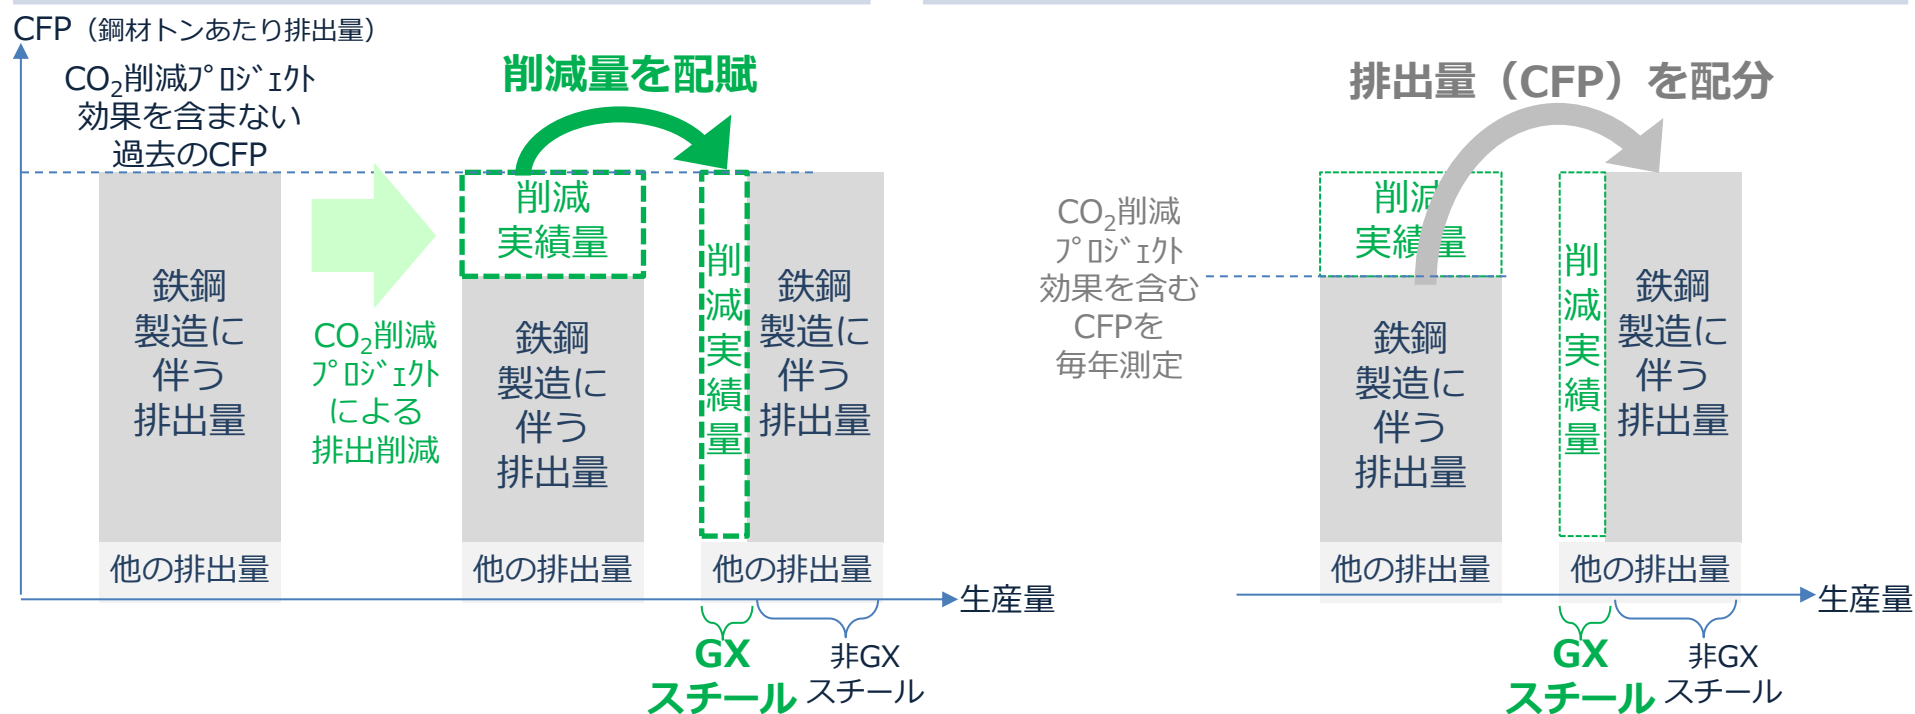 CFP（鋼材トンあたり排出量）
CO₂削減ﾌﾟﾛｼﾞｪｸﾄ
効果を含まない
過去のCFP
鉄鋼
製造に
伴う
排出量
他の排出量
CO₂削減
ﾌﾟﾛｼﾞｪｸﾄ
による
排出削減
削減量を配賦
削減
実績量
鉄鋼
製造に
伴う
排出量
他の排出量
削
減
実
績
量
鉄鋼
製造に
伴う
排出量
他の排出量
生産量
GX
スチール
非GX
スチール
排出量（CFP）を配分
CO₂削減
ﾌﾟﾛｼﾞｪｸﾄ
効果を含む
CFPを
毎年測定
削減
実績量
鉄鋼
製造に
伴う
排出量
他の排出量
削
減
実
績
量
鉄鋼
製造に
伴う
排出量
他の排出量
生産量
GX
スチール
非GX
スチール